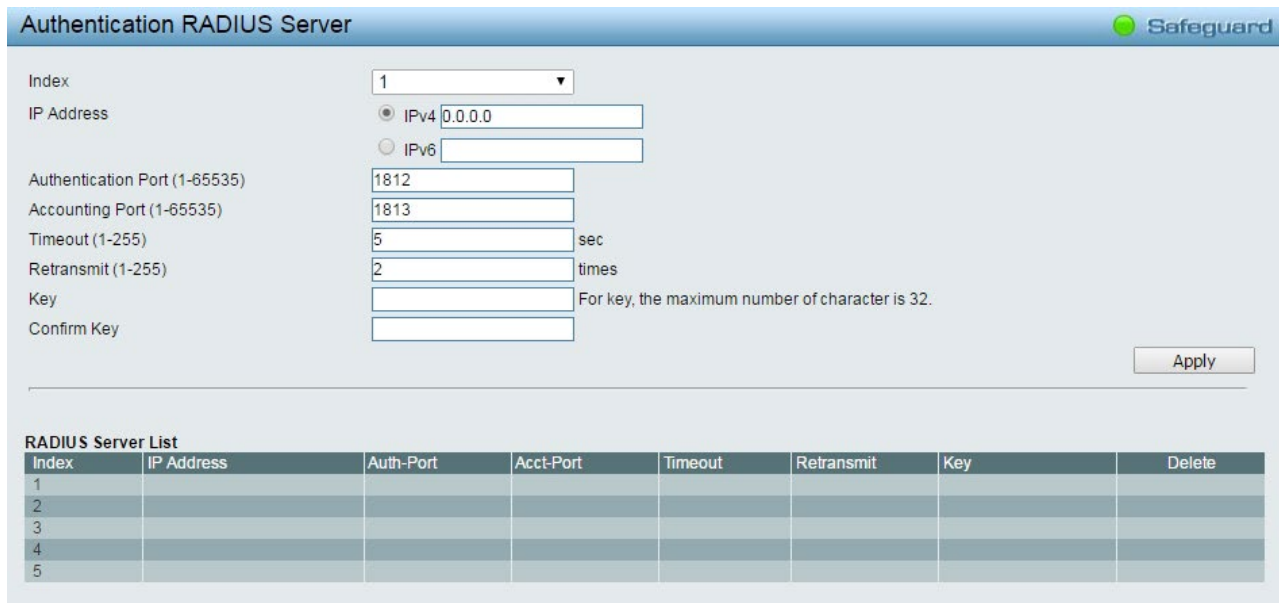 Authentication RADIUS Server Safeguard
Index 1
IP Address IPv4 0.0.0.0
IPv6
Authentication Port (1-65535) 1812
Accounting Port (1-65535) 1813
Timeout (1-255) 5 sec
Retransmit (1-255) 2 times
Key For key, the maximum number of character is 32.
Confirm Key
Apply
RADIUS Server List
Index IP Address Auth-Port Acct-Port Timeout Retransmit Key Delete
1
2
3
4
5